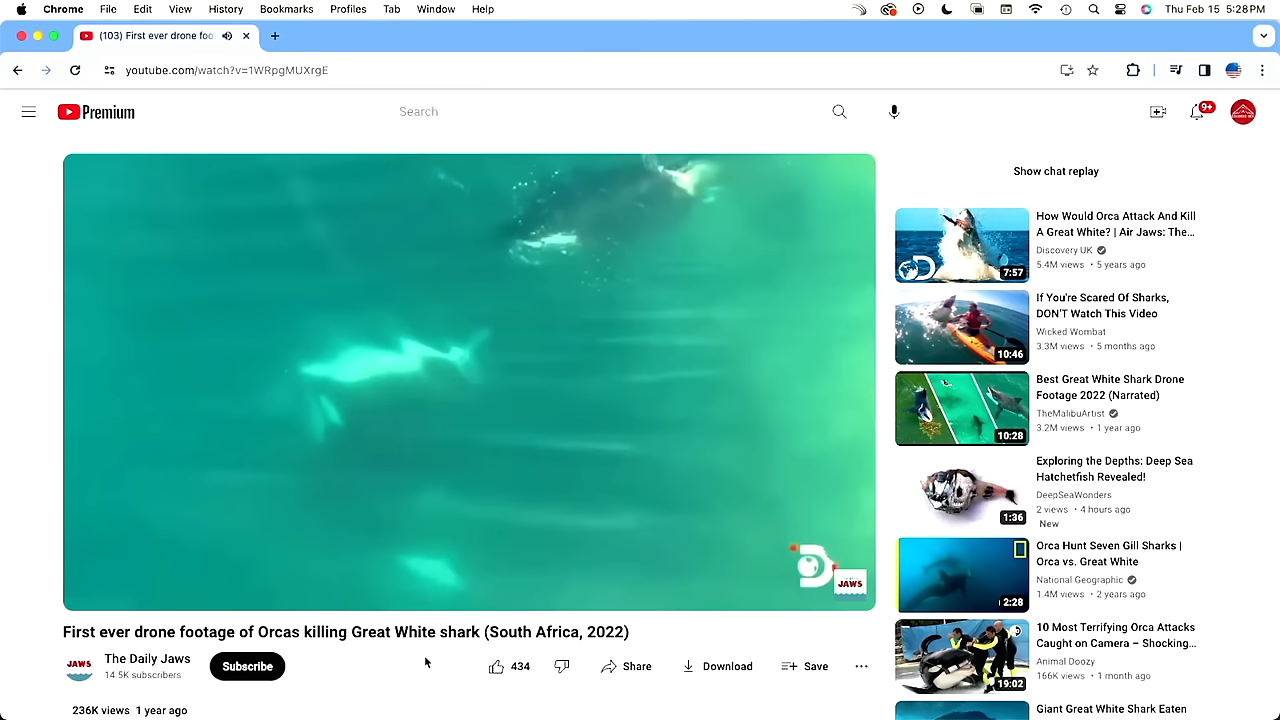 Chrome File Edit View History Bookmarks Profiles Tab Window Help Thu Feb 15 5:28 PM
(103) First ever drone foo
youtube.com/watch?v=1WRpgMUXrgE
Premium
Search
9+
Show chat replay
How Would Orca Attack And Kill
A Great White? | Air Jaws: The...
Discovery UK
5.4M views • 5 years ago
7:57
If You're Scared Of Sharks,
DON'T Watch This Video
Wicked Wombat
3.3M views • 5 months ago
10:46
Best Great White Shark Drone
Footage 2022 (Narrated)
TheMalibuArtist
3.2M views • 1 year ago
10:28
Exploring the Depths: Deep Sea
Hatchetfish Revealed!
DeepSeaWonders
2 views • 4 hours ago
New
1:36
Orca Hunt Seven Gill Sharks |
Orca vs. Great White
National Geographic
1.4M views • 2 years ago
2:28
10 Most Terrifying Orca Attacks
Caught on Camera – Shocking...
Animal Doozy
166K views • 1 month ago
19:02
Giant Great White Shark Eaten
JAWS
First ever drone footage of Orcas killing Great White shark (South Africa, 2022)
JAWS
The Daily Jaws
14.5K subscribers
Subscribe
434
Share
Download
Save
236K views 1 year ago